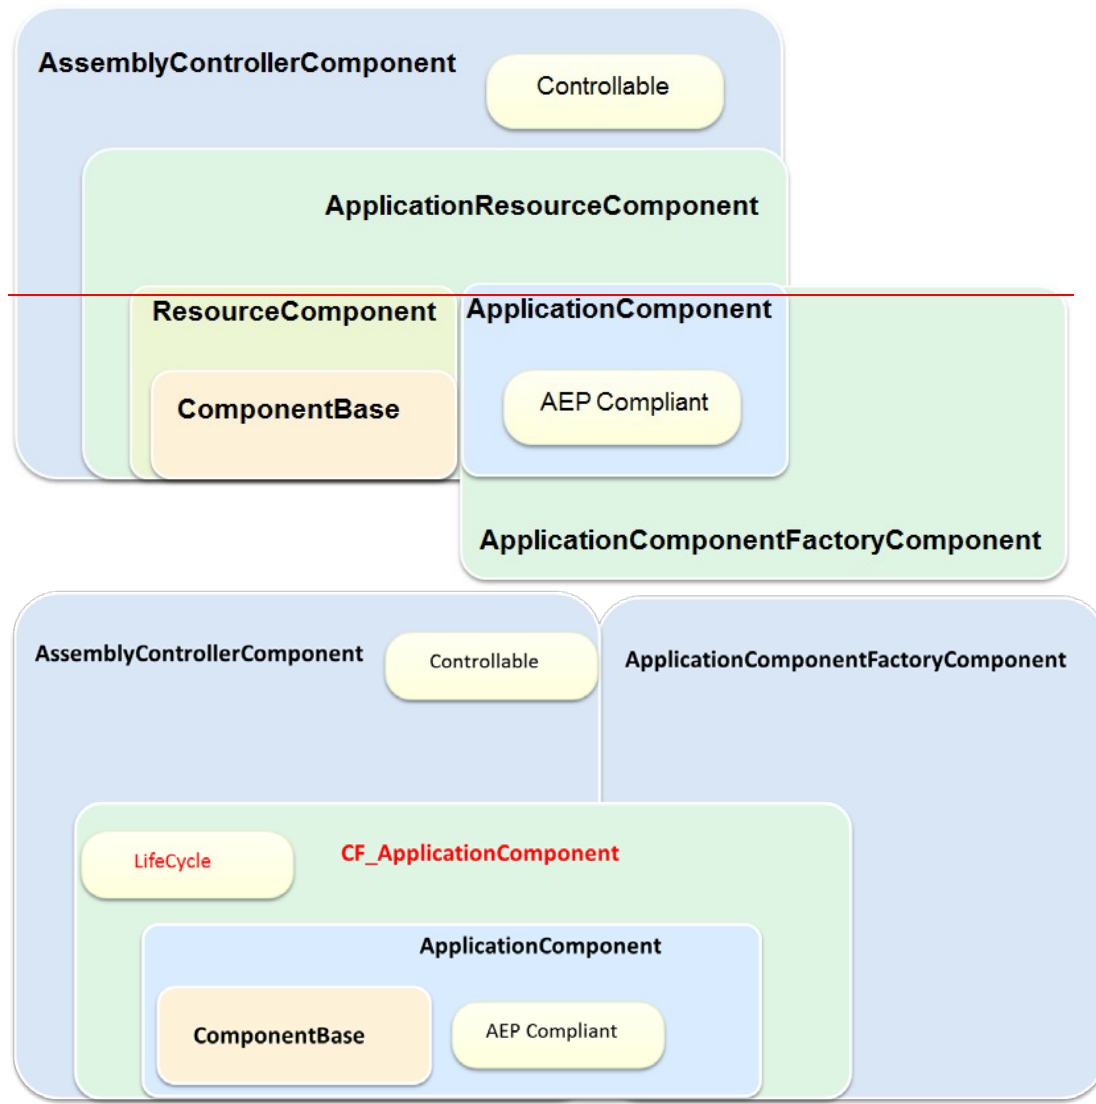 AssemblyControllerComponent
Controllable
ApplicationResourceComponent
ResourceComponent
ApplicationComponent
ComponentBase
AEP Compliant
ApplicationComponentFactoryComponent
AssemblyControllerComponent
Controllable
ApplicationComponentFactoryComponent
LifeCycle
CF_ApplicationComponent
ApplicationComponent
ComponentBase
AEP Compliant